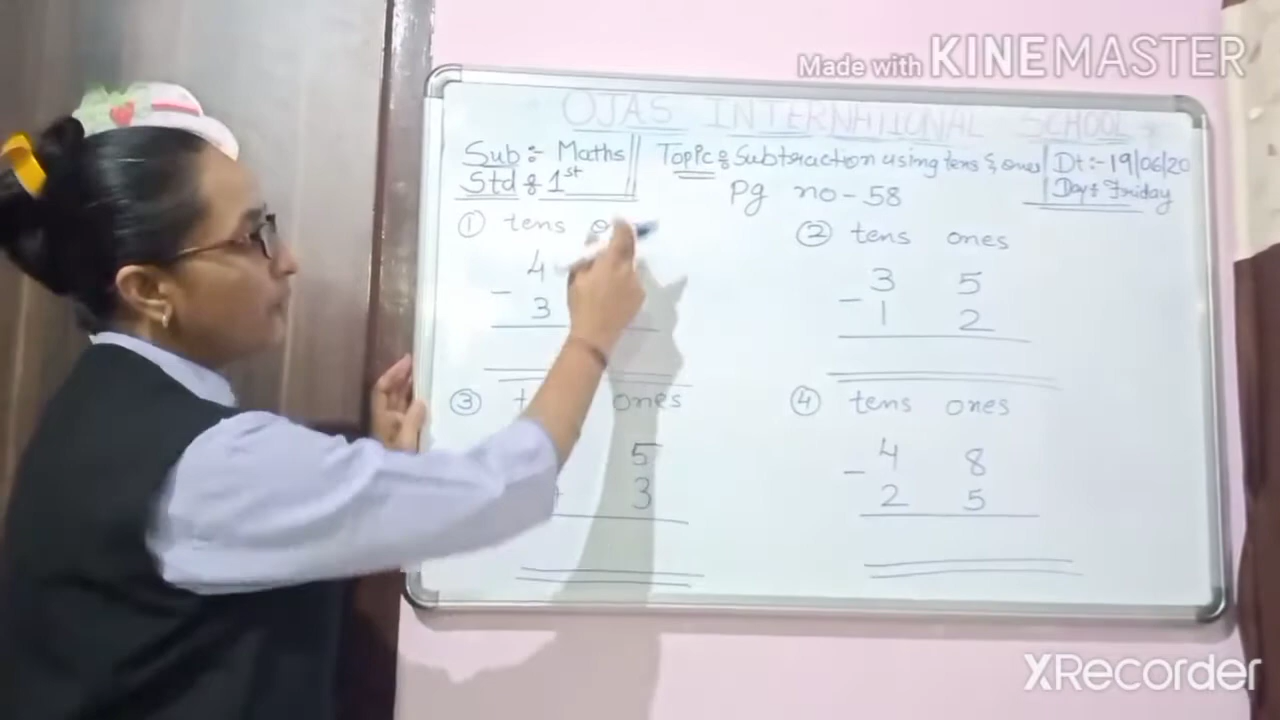 Made with KINEMASTER
OJAS INTERNATIONAL SCHOOL
Sub :- Maths
Std : 1st
Topic : Subtraction using tens & ones
Pg no - 58
Dt :- 19/06/20
Day : Friday
① tens
4
- 3
② tens ones
3 5
- 1 2
③ ones
5
3
④ tens ones
4 8
- 2 5
XRecorder